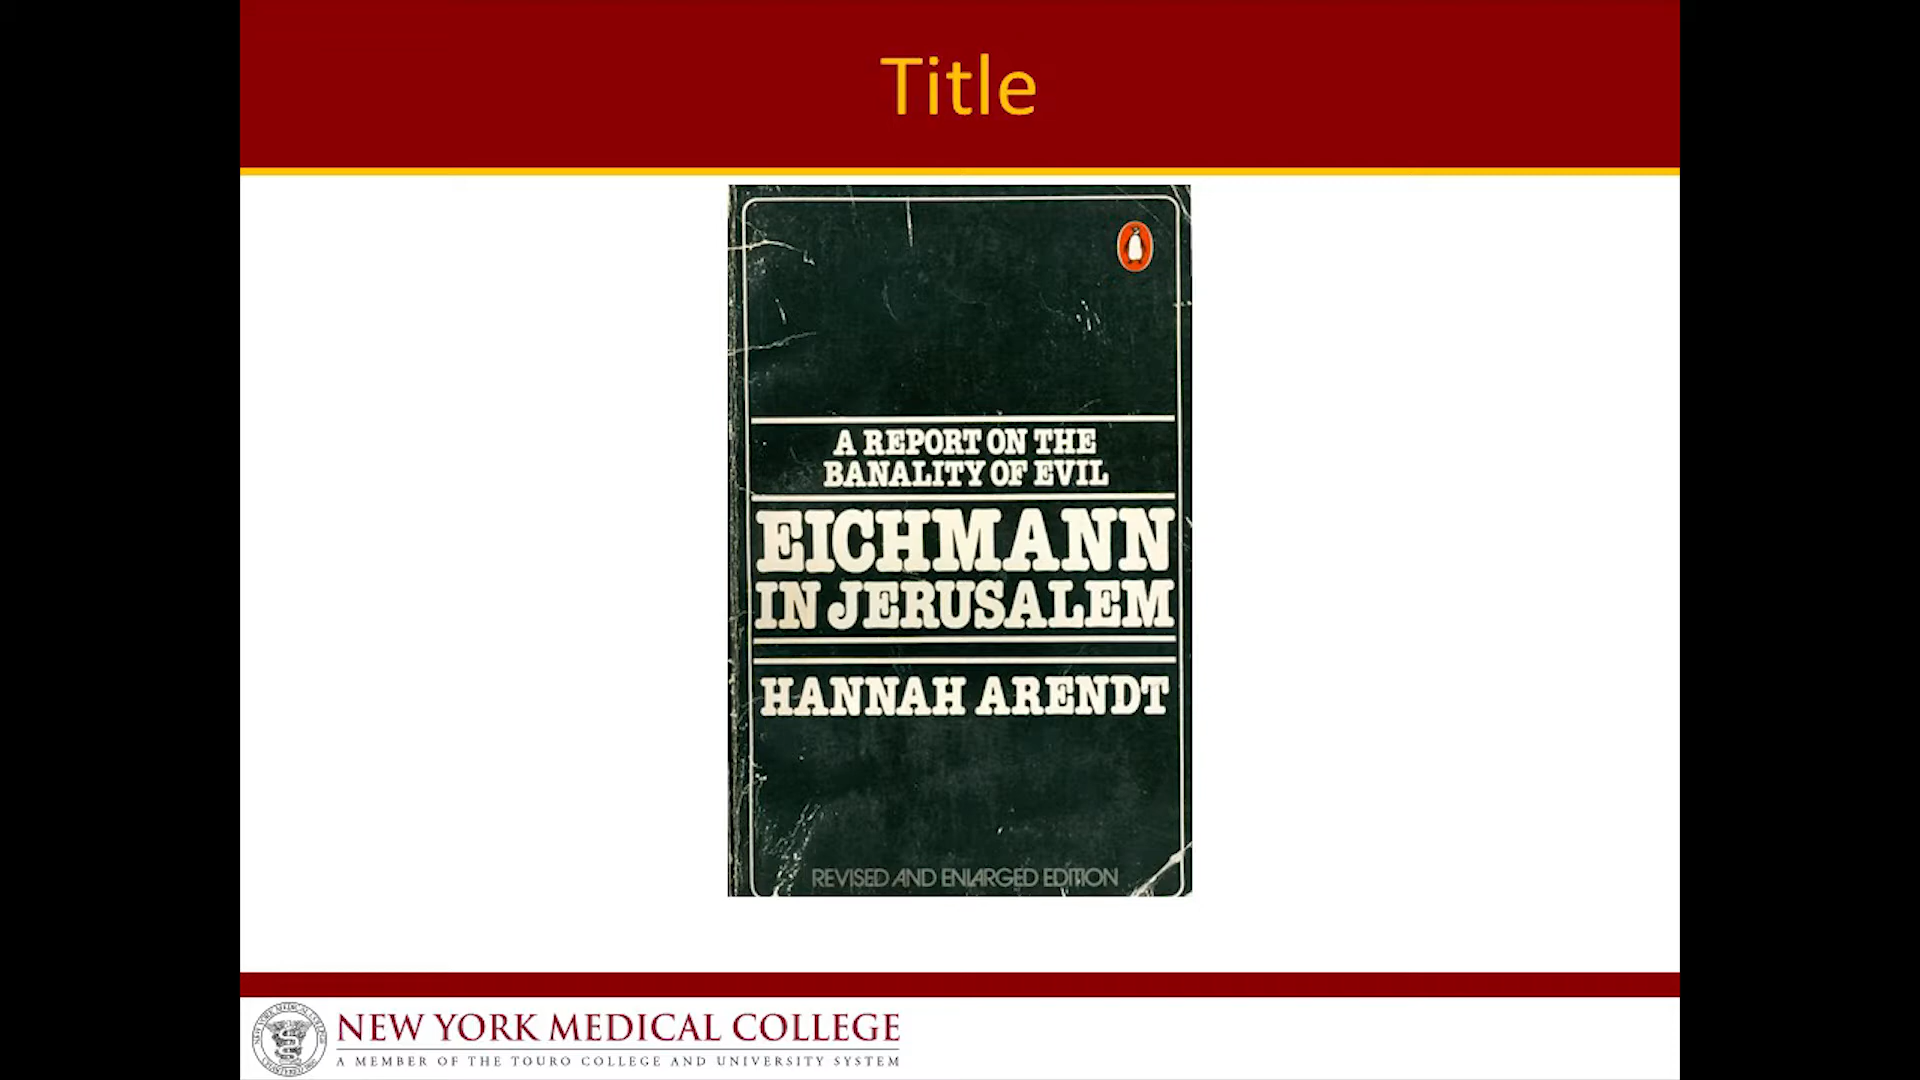 Title
A REPORT ON THE
BANALITY OF EVIL
EICHMANN
IN JERUSALEM
HANNAH ARENDT
REVISED AND ENLARGED EDITION
NEW YORK MEDICAL COLLEGE
A MEMBER OF THE TOURO COLLEGE AND UNIVERSITY SYSTEM